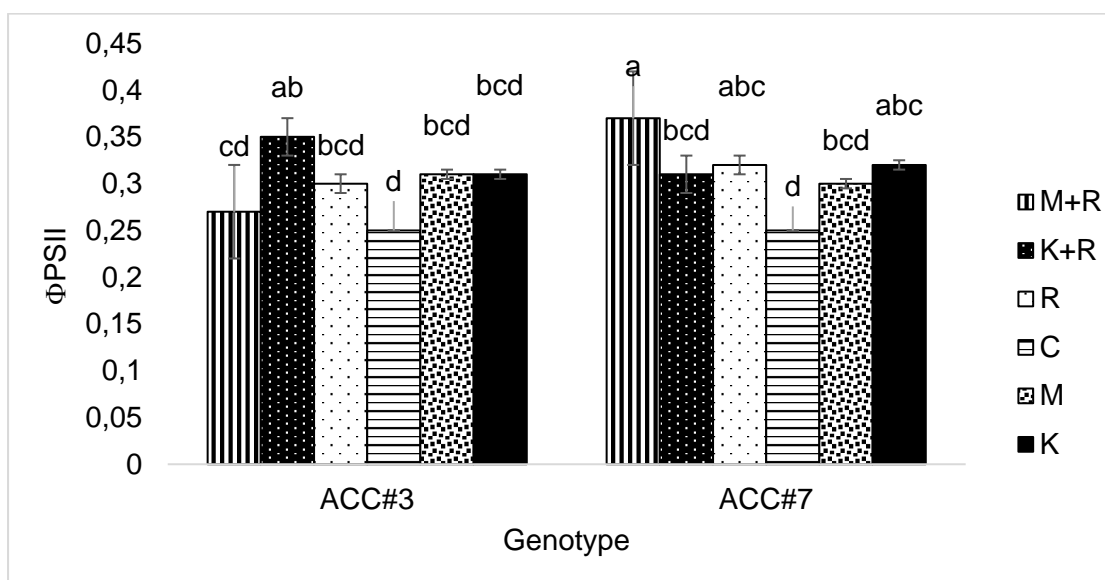 0,45
0,4
0,35
0,3
0,25
0,2
0,15
0,1
0,05
0
ΦPSII
cd
ab
bcd
d
bcd
bcd
a
bcd
abc
d
bcd
abc
ACC#3
ACC#7
Genotype
M+R
K+R
R
C
M
K